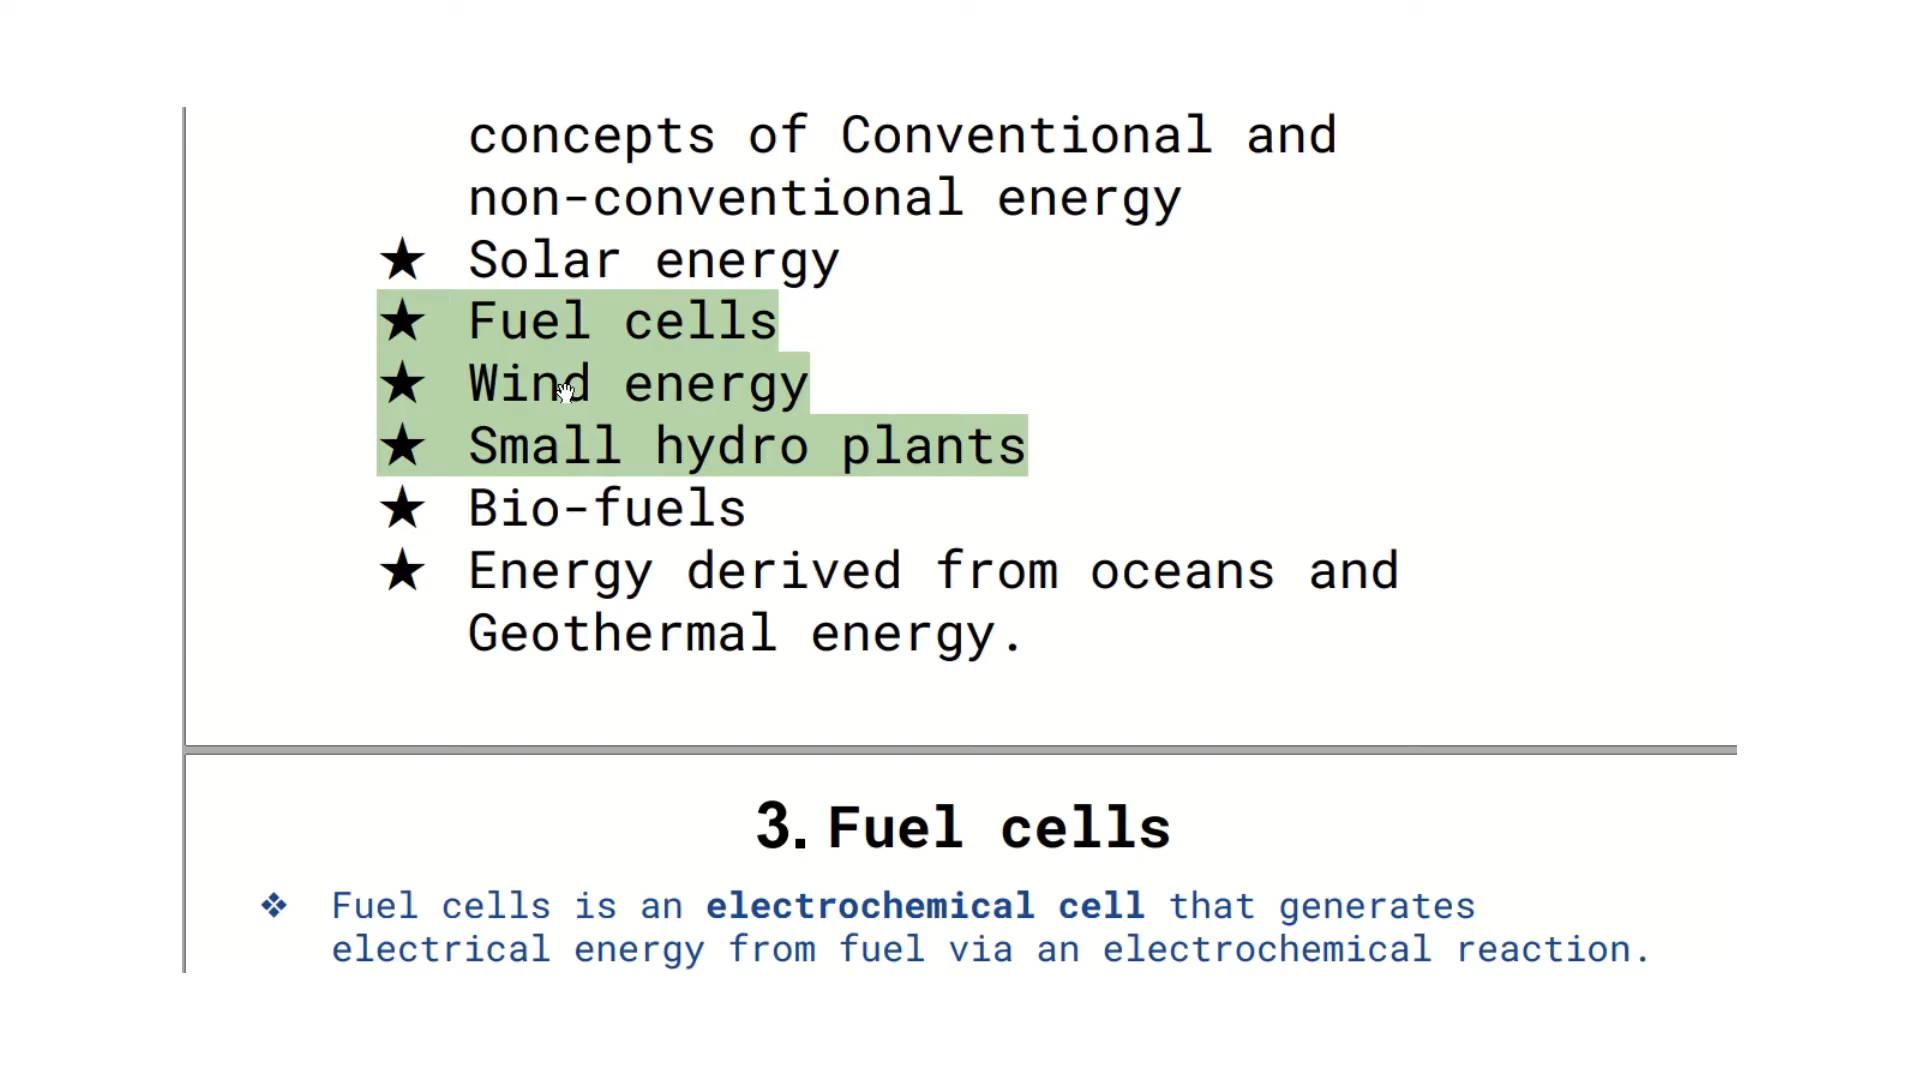 concepts of Conventional and
non-conventional energy
★ Solar energy
★ Fuel cells
★ Wind energy
★ Small hydro plants
★ Bio-fuels
★ Energy derived from oceans and
Geothermal energy.
3. Fuel cells
❖ Fuel cells is an electrochemical cell that generates
electrical energy from fuel via an electrochemical reaction.